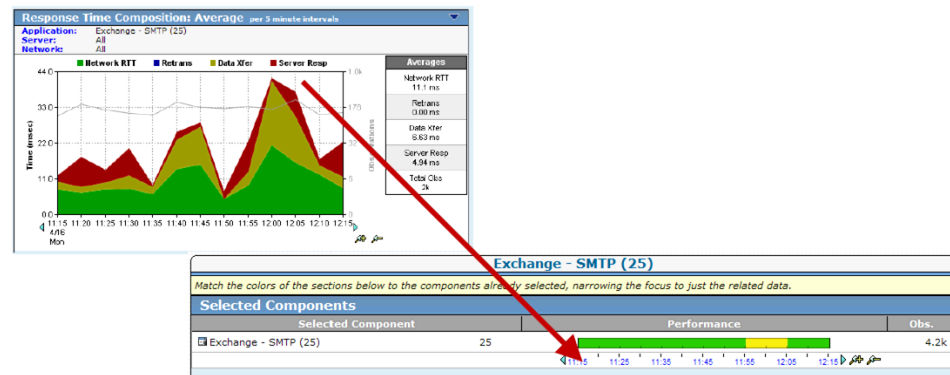 Response Time Composition: Average per 5 minute intervals
Application: Exchange - SMTP (25)
Server: All
Network: All
Network RTT Retrans Data Xfer Server Resp
44.0 33.0 22.0 11.0 0.0
Time (msec)
1.0k 178 32 6 0
Observations
11:15 11:20 11:25 11:30 11:35 11:40 11:45 11:50 11:55 12:00 12:05 12:10 12:15
4/16
Mon
Averages
Network RTT
11.1 ms
Retrans
0.00 ms
Data Xfer
6.63 ms
Server Resp
4.94 ms
Total Obs
2k
Exchange - SMTP (25)
Match the colors of the sections below to the components already selected, narrowing the focus to just the related data.
Selected Components
Selected Component Performance Obs.
Exchange - SMTP (25) 25 4.2k
11:15 11:25 11:35 11:45 11:55 12:05 12:15